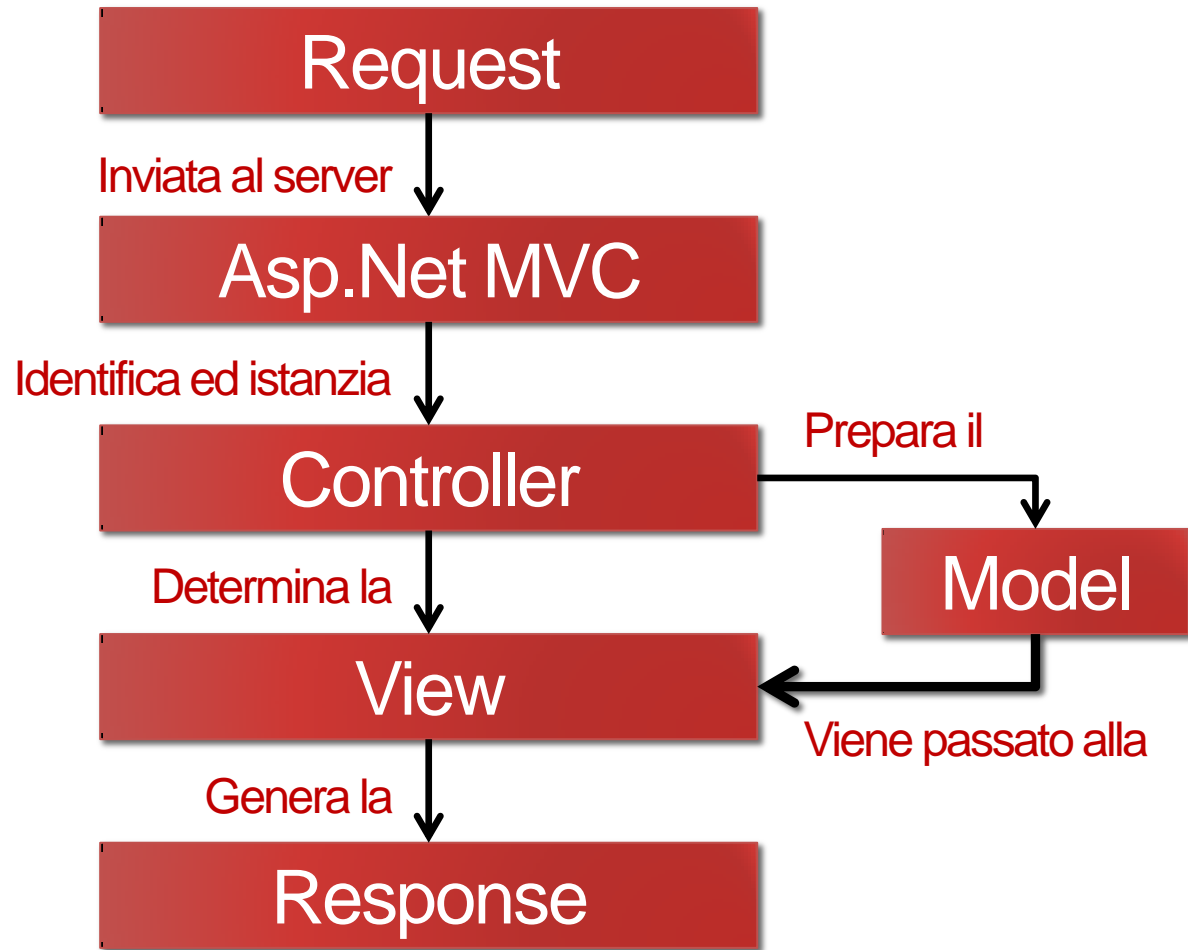 Request
Inviata al server
Asp.Net MVC
Identifica ed istanzia
Controller
Prepara il
Determina la
Model
View
Viene passato alla
Genera la
Response